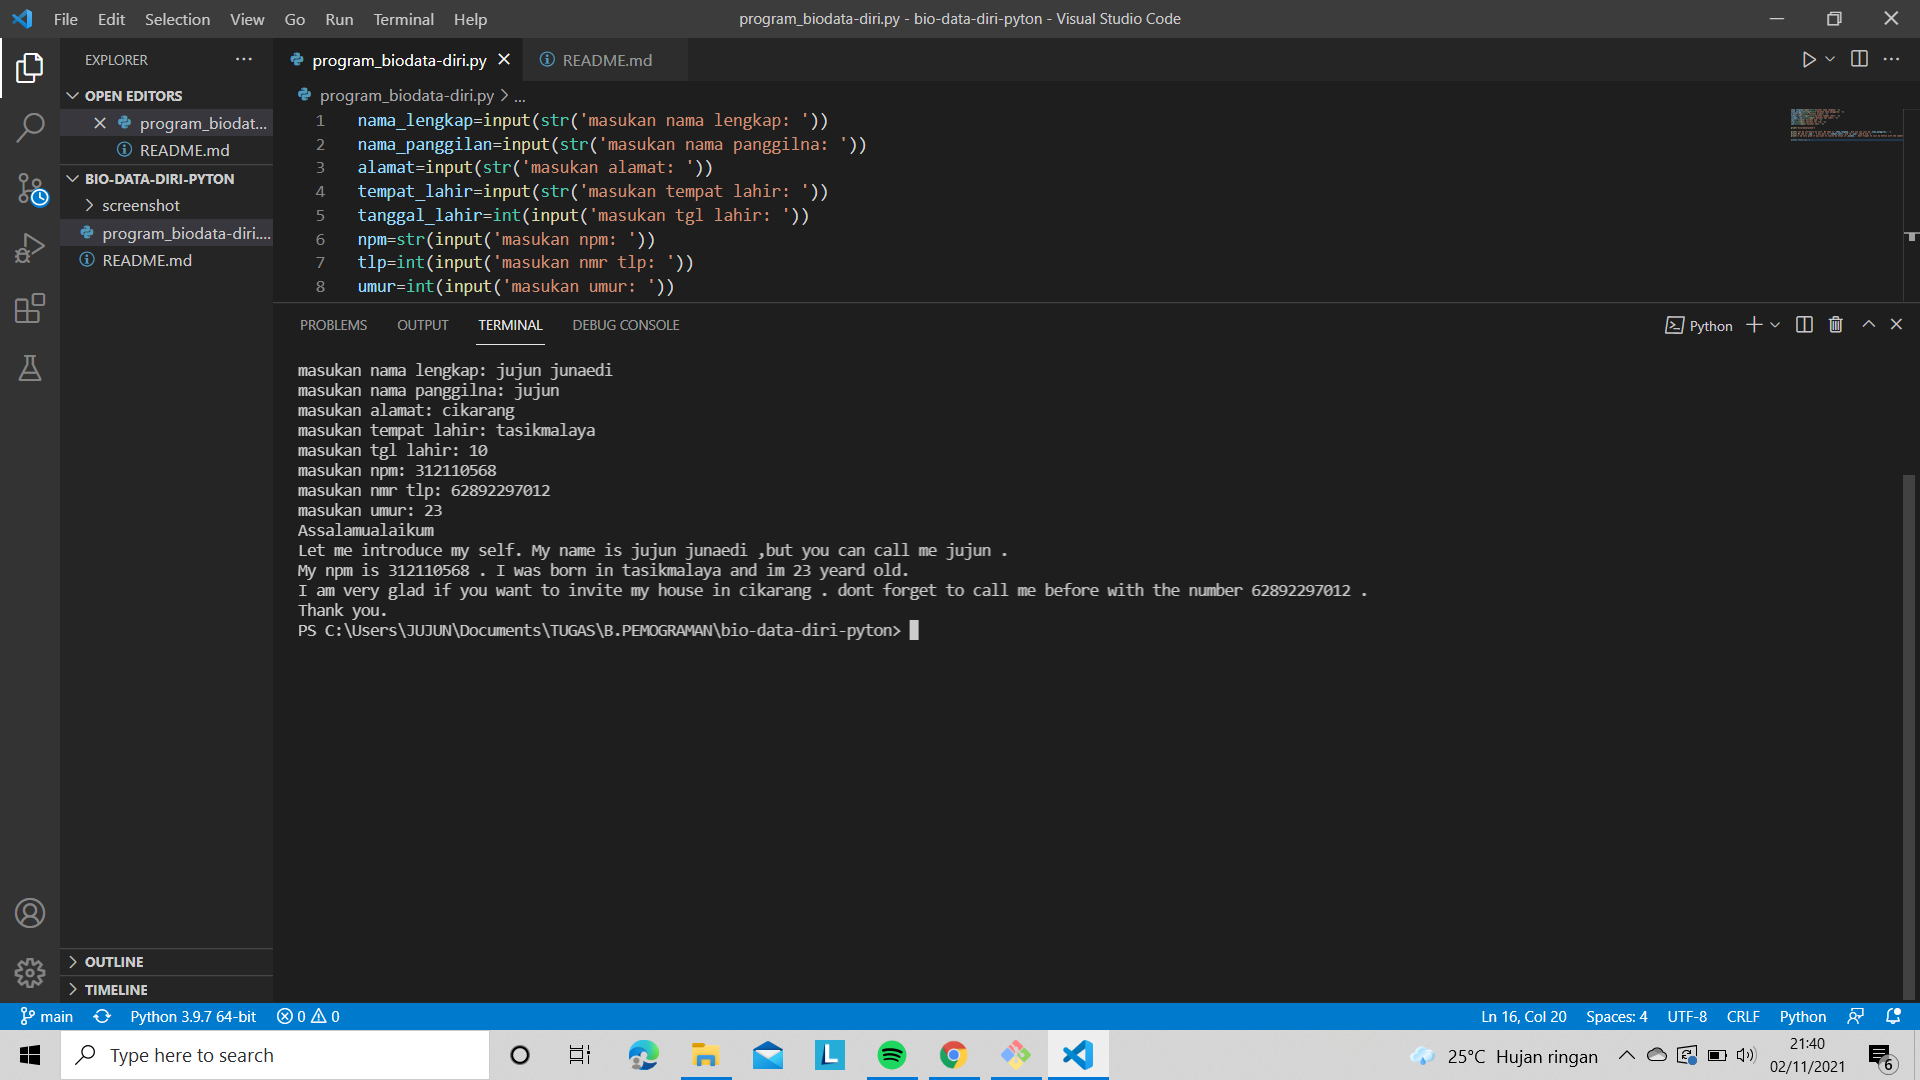 File Edit Selection View Go Run Terminal Help
program_biodata-diri.py - bio-data-diri-pyton - Visual Studio Code
EXPLORER
OPEN EDITORS
program_biodat...
README.md
BIO-DATA-DIRI-PYTON
screenshot
program_biodata-diri....
README.md
OUTLINE
TIMELINE
program_biodata-diri.py README.md
program_biodata-diri.py > ...
1 nama_lengkap=input(str('masukan nama lengkap: '))
2 nama_panggilan=input(str('masukan nama panggilna: '))
3 alamat=input(str('masukan alamat: '))
4 tempat_lahir=input(str('masukan tempat lahir: '))
5 tanggal_lahir=int(input('masukan tgl lahir: '))
6 npm=str(input('masukan npm: '))
7 tlp=int(input('masukan nmr tlp: '))
8 umur=int(input('masukan umur: '))
PROBLEMS OUTPUT TERMINAL DEBUG CONSOLE
Python
masukan nama lengkap: jujun junaedi
masukan nama panggilna: jujun
masukan alamat: cikarang
masukan tempat lahir: tasikmalaya
masukan tgl lahir: 10
masukan npm: 312110568
masukan nmr tlp: 62892297012
masukan umur: 23
Assalamualaikum
Let me introduce my self. My name is jujun junaedi ,but you can call me jujun .
My npm is 312110568 . I was born in tasikmalaya and im 23 yeard old.
I am very glad if you want to invite my house in cikarang . dont forget to call me before with the number 62892297012 .
Thank you.
PS C:\Users\JUJUN\Documents\TUGAS\B.PEMOGRAMAN\bio-data-diri-pyton>
main Python 3.9.7 64-bit 0 0
Ln 16, Col 20 Spaces: 4 UTF-8 CRLF Python
Type here to search
L
25°C Hujan ringan
21:40
02/11/2021
6